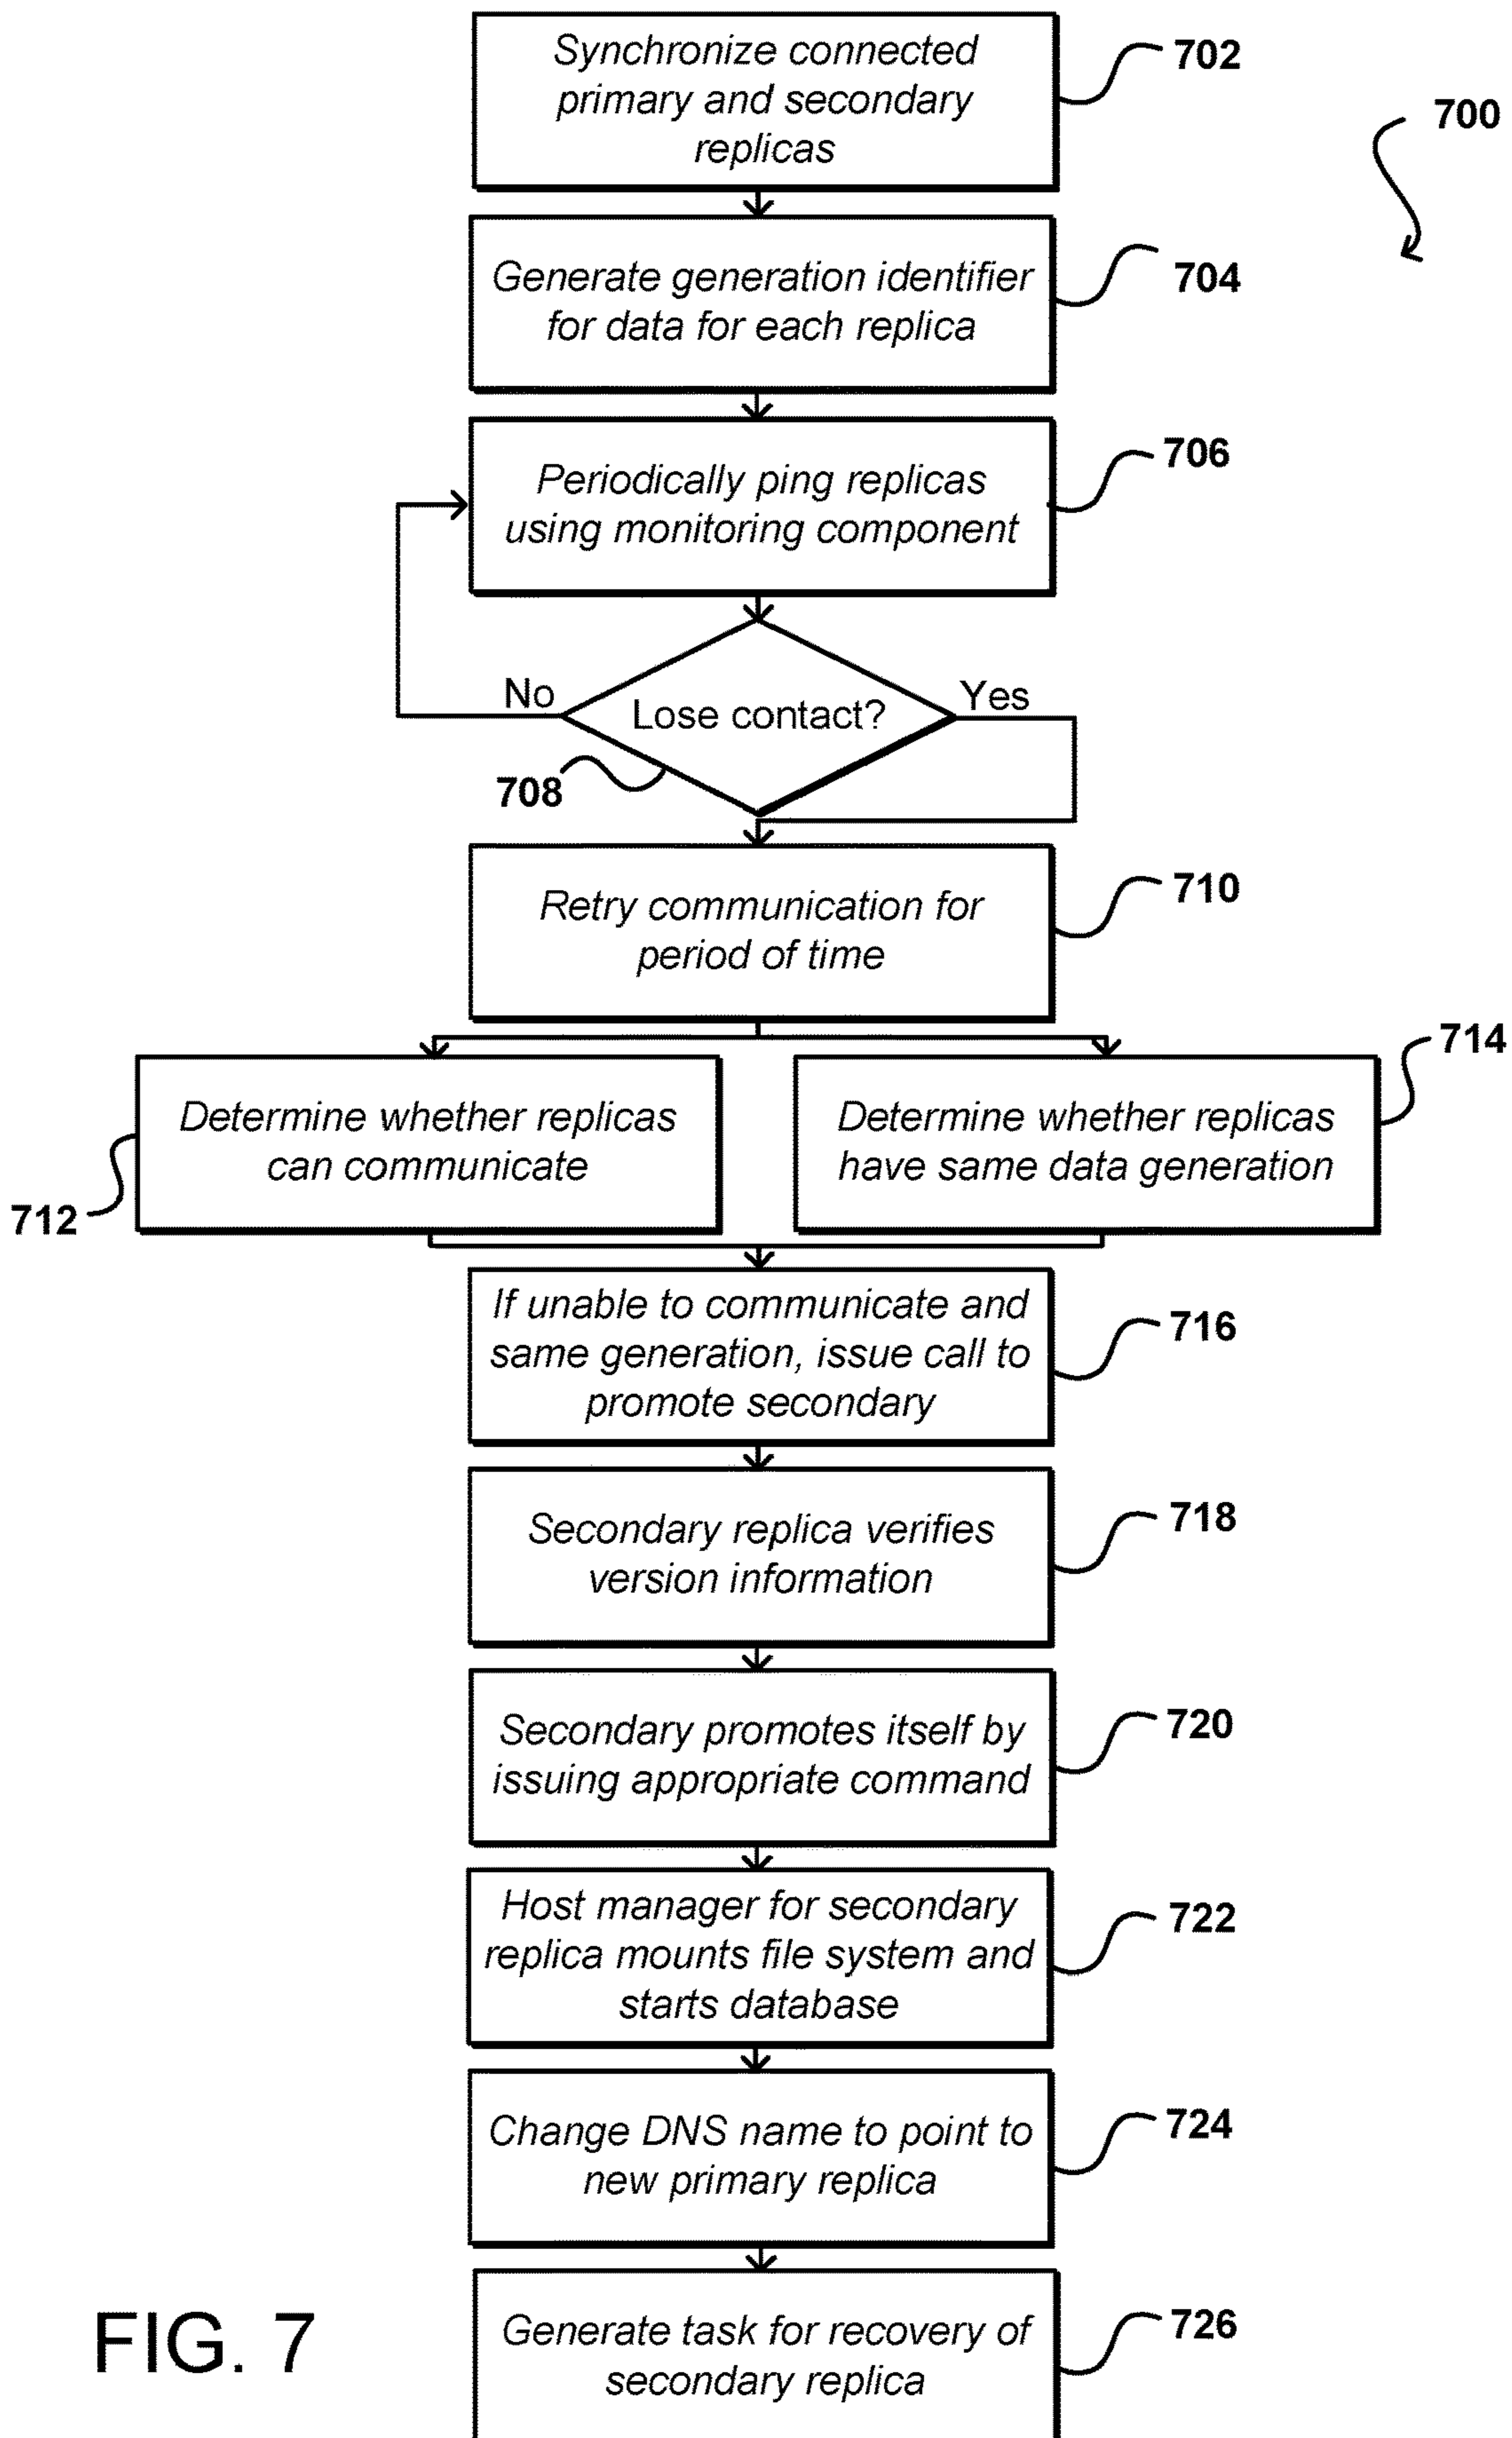 Synchronize connected
primary and secondary
replicas
702
700
Generate generation identifier
for data for each replica
704
Periodically ping replicas
using monitoring component
706
No
Lose contact?
Yes
708
Retry communication for
period of time
710
Determine whether replicas
can communicate
712
Determine whether replicas
have same data generation
714
If unable to communicate and
same generation, issue call to
promote secondary
716
Secondary replica verifies
version information
718
Secondary promotes itself by
issuing appropriate command
720
Host manager for secondary
replica mounts file system and
starts database
722
Change DNS name to point to
new primary replica
724
Generate task for recovery of
secondary replica
726
FIG. 7